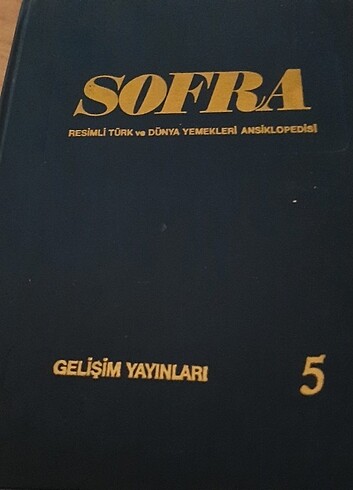 SOFRA
RESİMLİ TÜRK ve DÜNYA YEMEKLERİ ANSİKLOPEDİSİ
GELİŞİM YAYINLARI 5